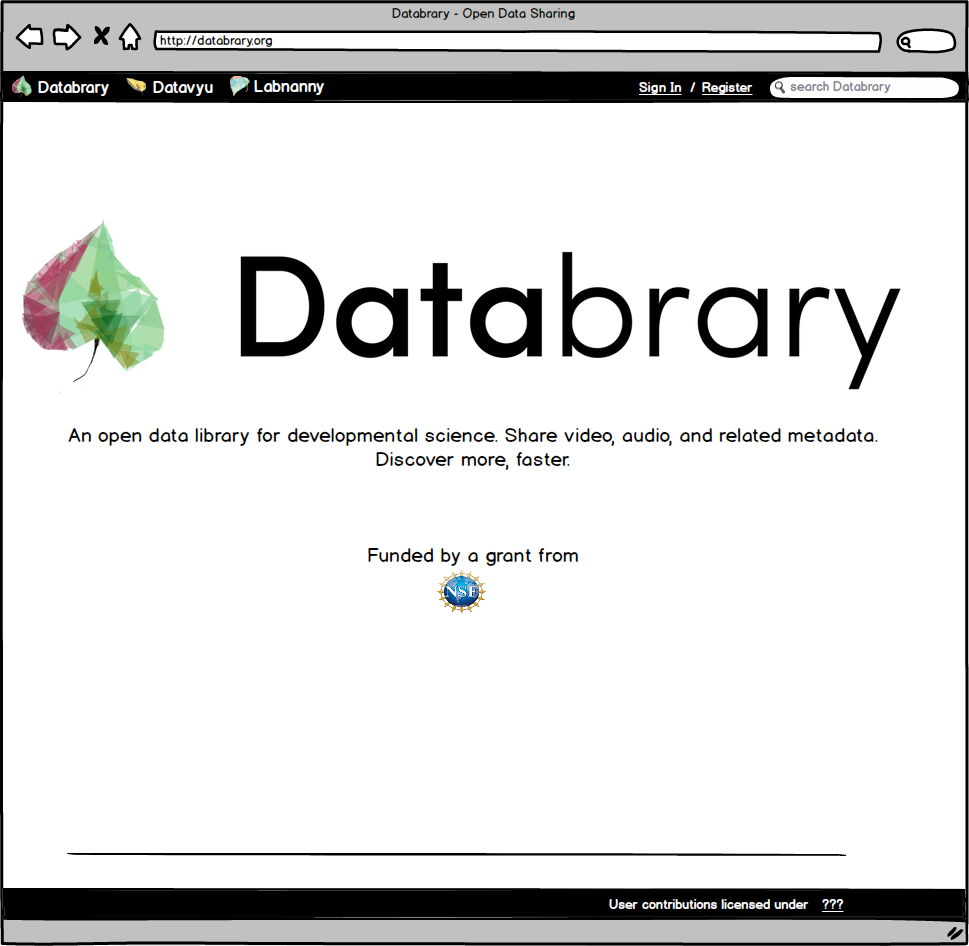 Databrary - Open Data Sharing
http://databrary.org
Databrary Datavyu Labnanny Sign In / Register search Databrary
Databrary
An open data library for developmental science. Share video, audio, and related metadata.
Discover more, faster.
Funded by a grant from
NSF
User contributions licensed under ???